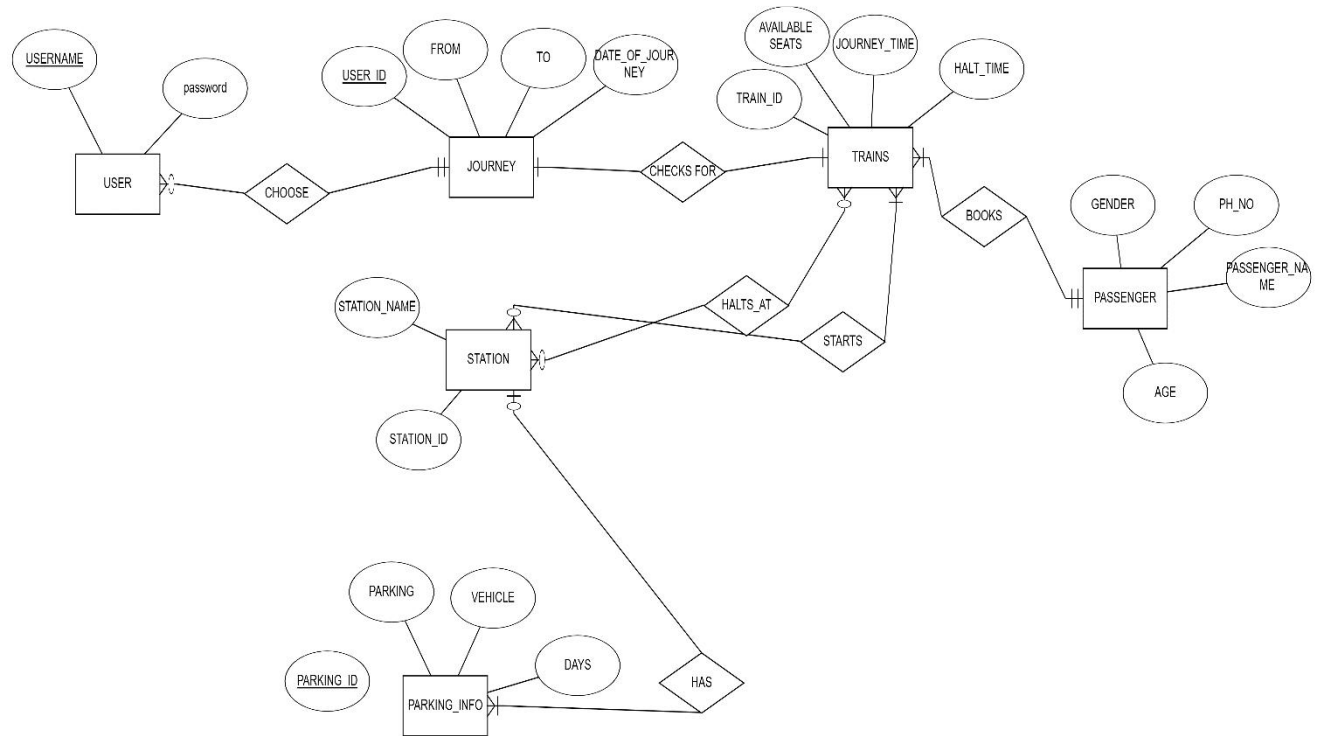 USERNAME
password
USER
CHOOSE
USER_ID
FROM
TO
DATE_OF_JOUR
NEY
JOURNEY
CHECKS FOR
AVAILABLE
SEATS
JOURNEY_TIME
HALT_TIME
TRAIN_ID
TRAINS
BOOKS
GENDER
PH_NO
PASSENGER_NA
ME
PASSENGER
AGE
STATION_NAME
HALTS_AT
STARTS
STATION
STATION_ID
PARKING
VEHICLE
DAYS
PARKING_ID
PARKING_INFO
HAS